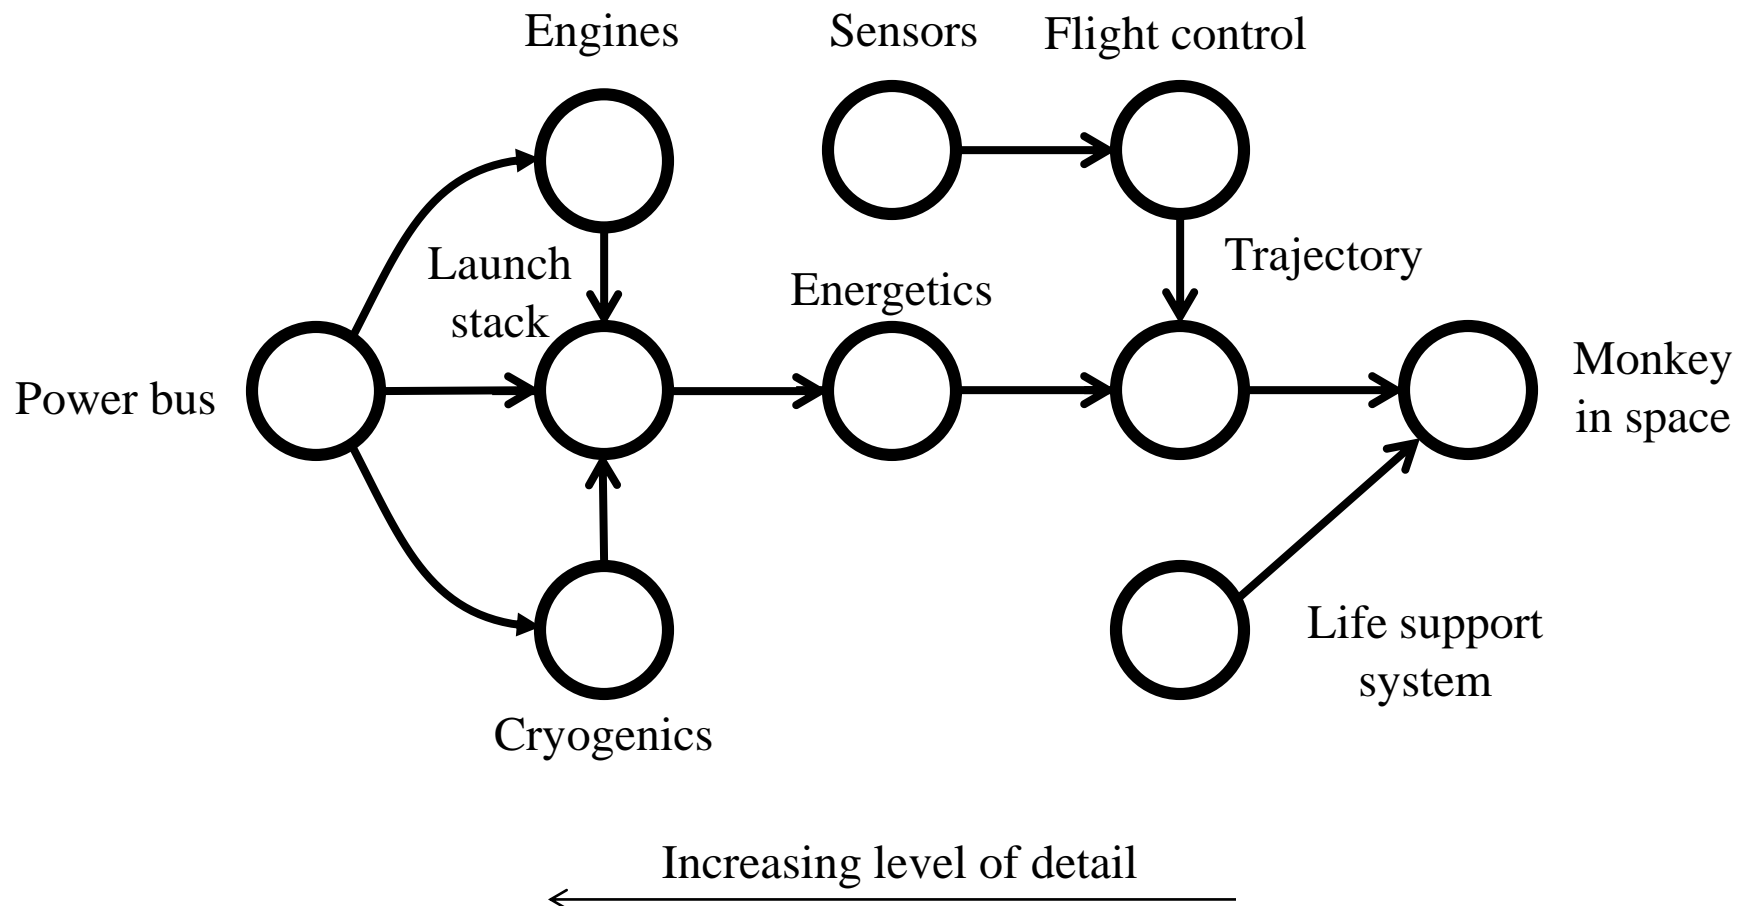 Engines
Sensors
Flight control
Launch
stack
Trajectory
Energetics
Power bus
Monkey
in space
Life support
system
Cryogenics
Increasing level of detail